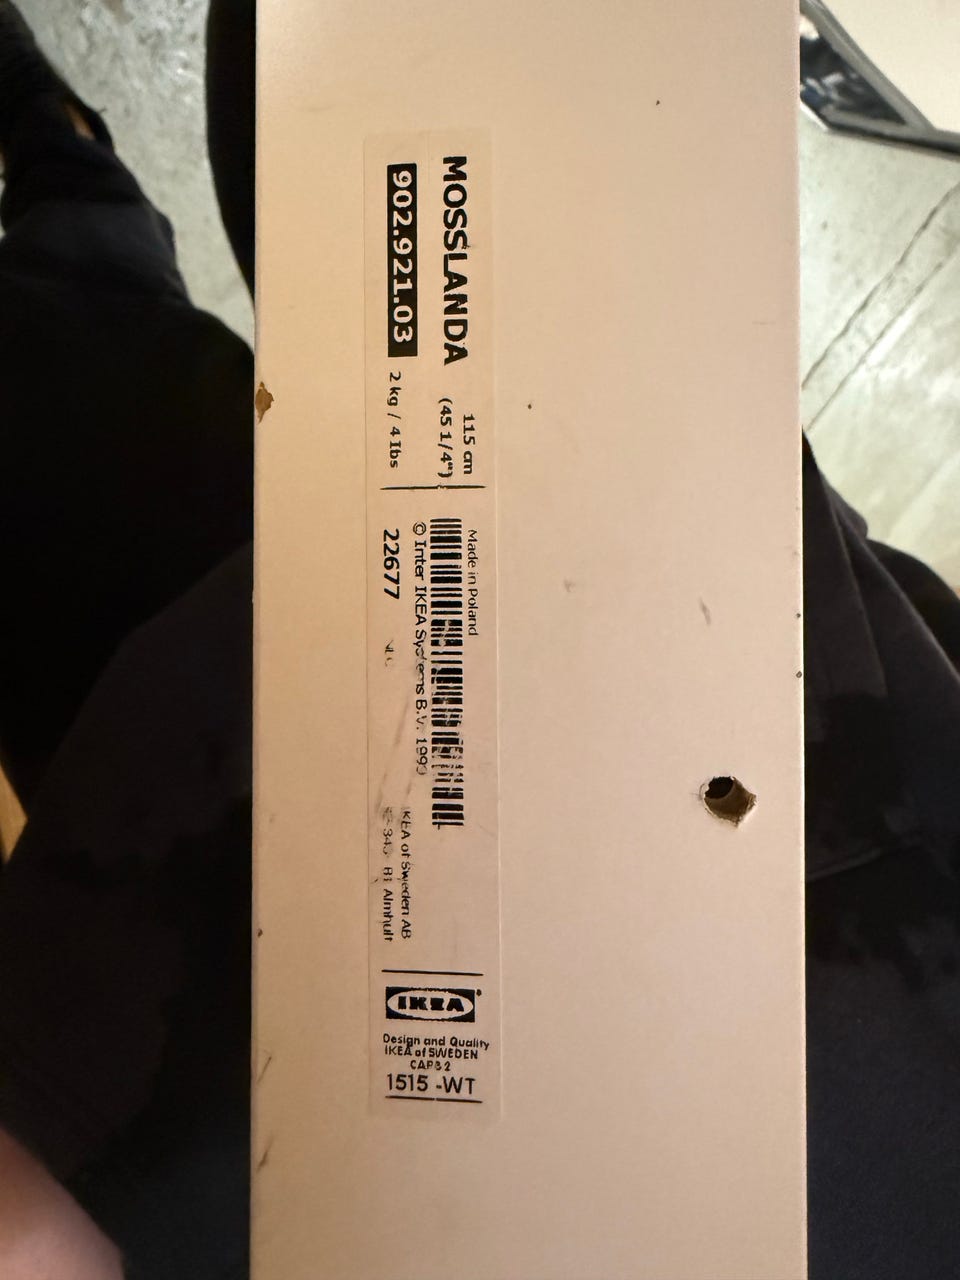 MOSSLANDA
115 cm
(45 1/4")
902.921.03
2 kg / 4 lbs
Made in Poland
© Inter IKEA Systems B.V. 1999
22677
IKEA of Sweden AB
Älmhult
IKEA
Design and Quality
IKEA of SWEDEN
1515 -WT